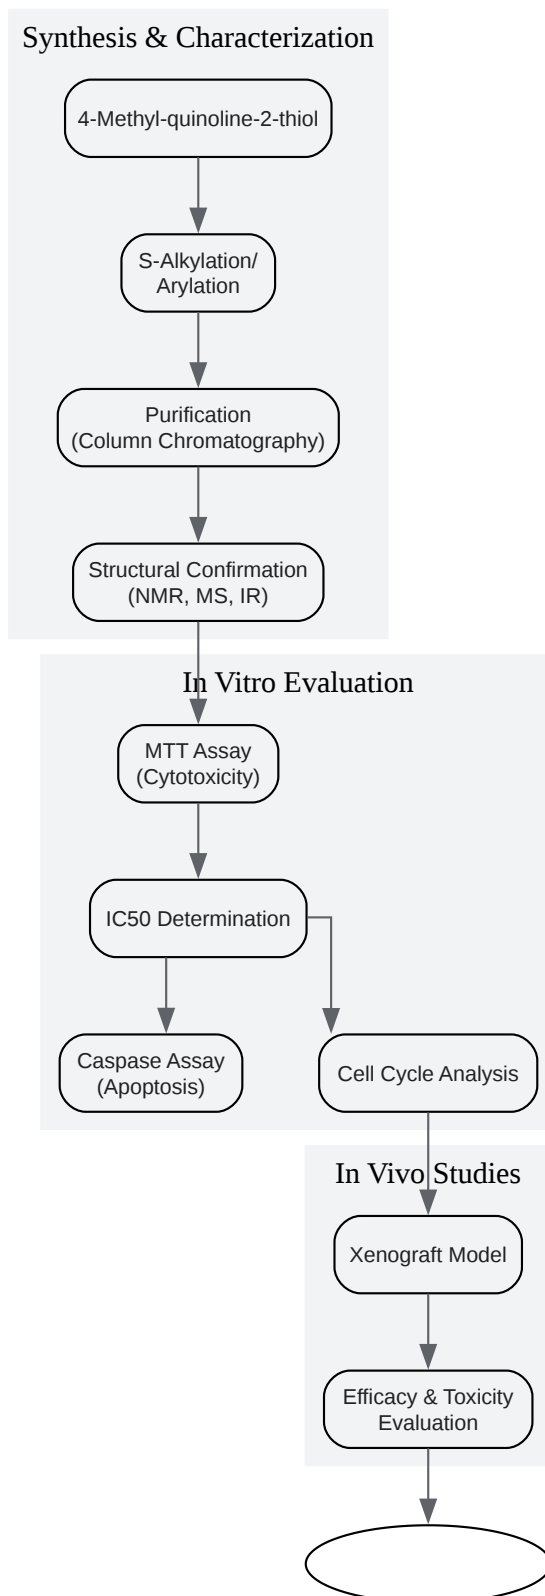 Synthesis & Characterization
4-Methyl-quinoline-2-thiol
S-Alkylation/
Arylation
Purification
(Column Chromatography)
Structural Confirmation
(NMR, MS, IR)
In Vitro Evaluation
MTT Assay
(Cytotoxicity)
IC50 Determination
Caspase Assay
(Apoptosis)
Cell Cycle Analysis
In Vivo Studies
Xenograft Model
Efficacy & Toxicity
Evaluation